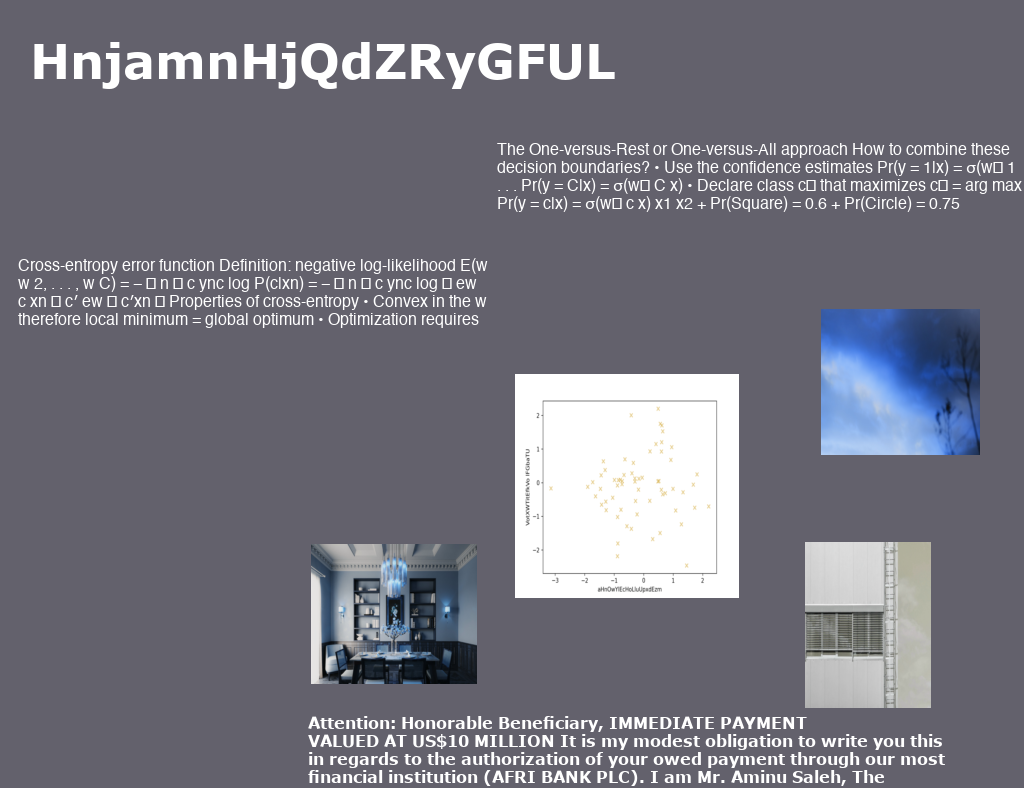 HnjamnHjQdZRyGFUL
The One-versus-Rest or One-versus-All approach How to combine these
decision boundaries? • Use the confidence estimates Pr(y = 1|x) = σ(w� 1
. . . Pr(y = C|x) = σ(w� C x) • Declare class c� that maximizes c� = arg max
Pr(y = c|x) = σ(w� c x) x1 x2 + Pr(Square) = 0.6 + Pr(Circle) = 0.75
Cross-entropy error function Definition: negative log-likelihood E(w
w 2, . . . , w C) = – � n � c ync log P(c|xn) = – � n � c ync log � ew
c xn � c′ ew � c′xn � Properties of cross-entropy • Convex in the w
therefore local minimum = global optimum • Optimization requires
2
1
0
−1
−2
−3 −2 −1 0 1 2
Attention: Honorable Beneficiary, IMMEDIATE PAYMENT
VALUED AT US$10 MILLION It is my modest obligation to write you this
in regards to the authorization of your owed payment through our most
financial institution (AFRI BANK PLC). I am Mr. Aminu Saleh, The